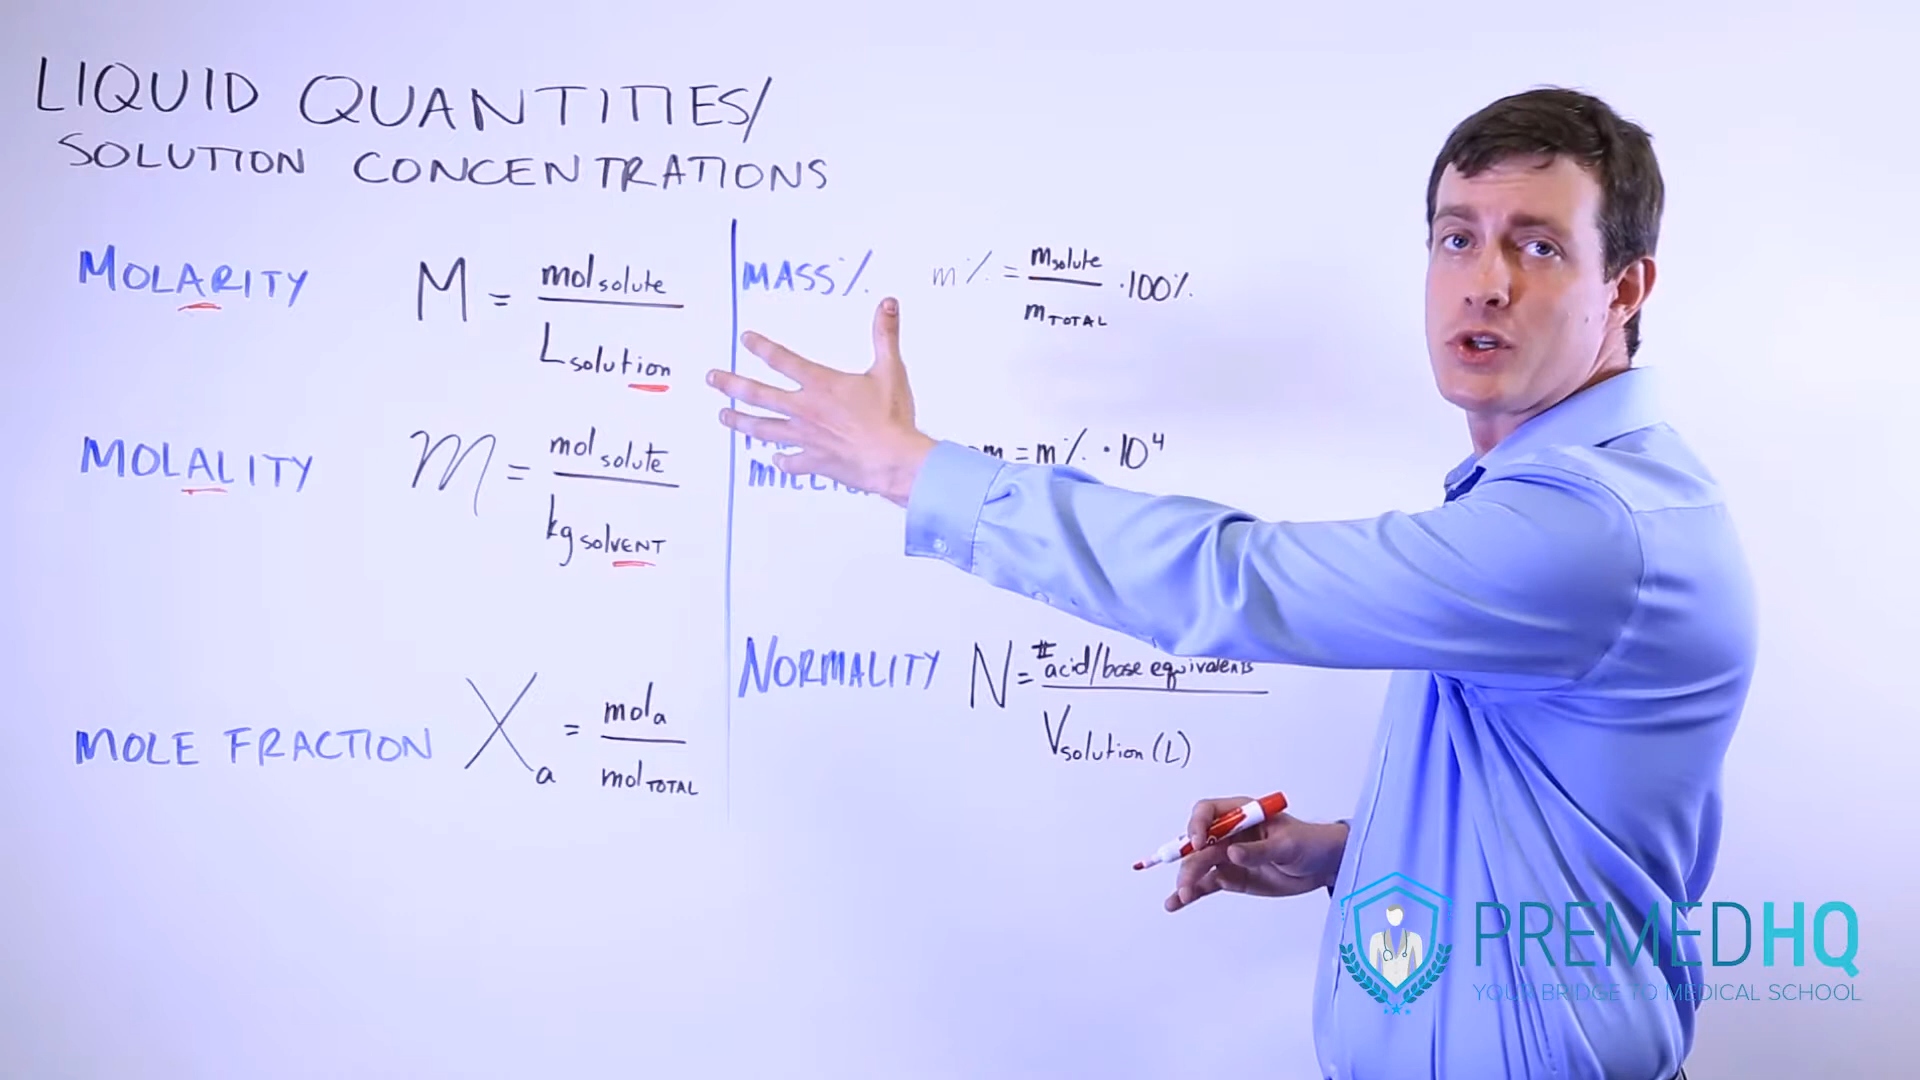 LIQUID QUANTITIES/
SOLUTION CONCENTRATIONS
MOLARITY M = mol solute / L solution
MOLALITY m = mol solute / kg solVENT
MOLE FRACTION Xa = mol a / mol TOTAL
MASS % m% = m solute / m TOTAL · 100%
m = m% · 10⁴
NORMALITY N = # acid/base equivalents / V solution (L)
PREMEDHQ
YOUR BRIDGE TO MEDICAL SCHOOL